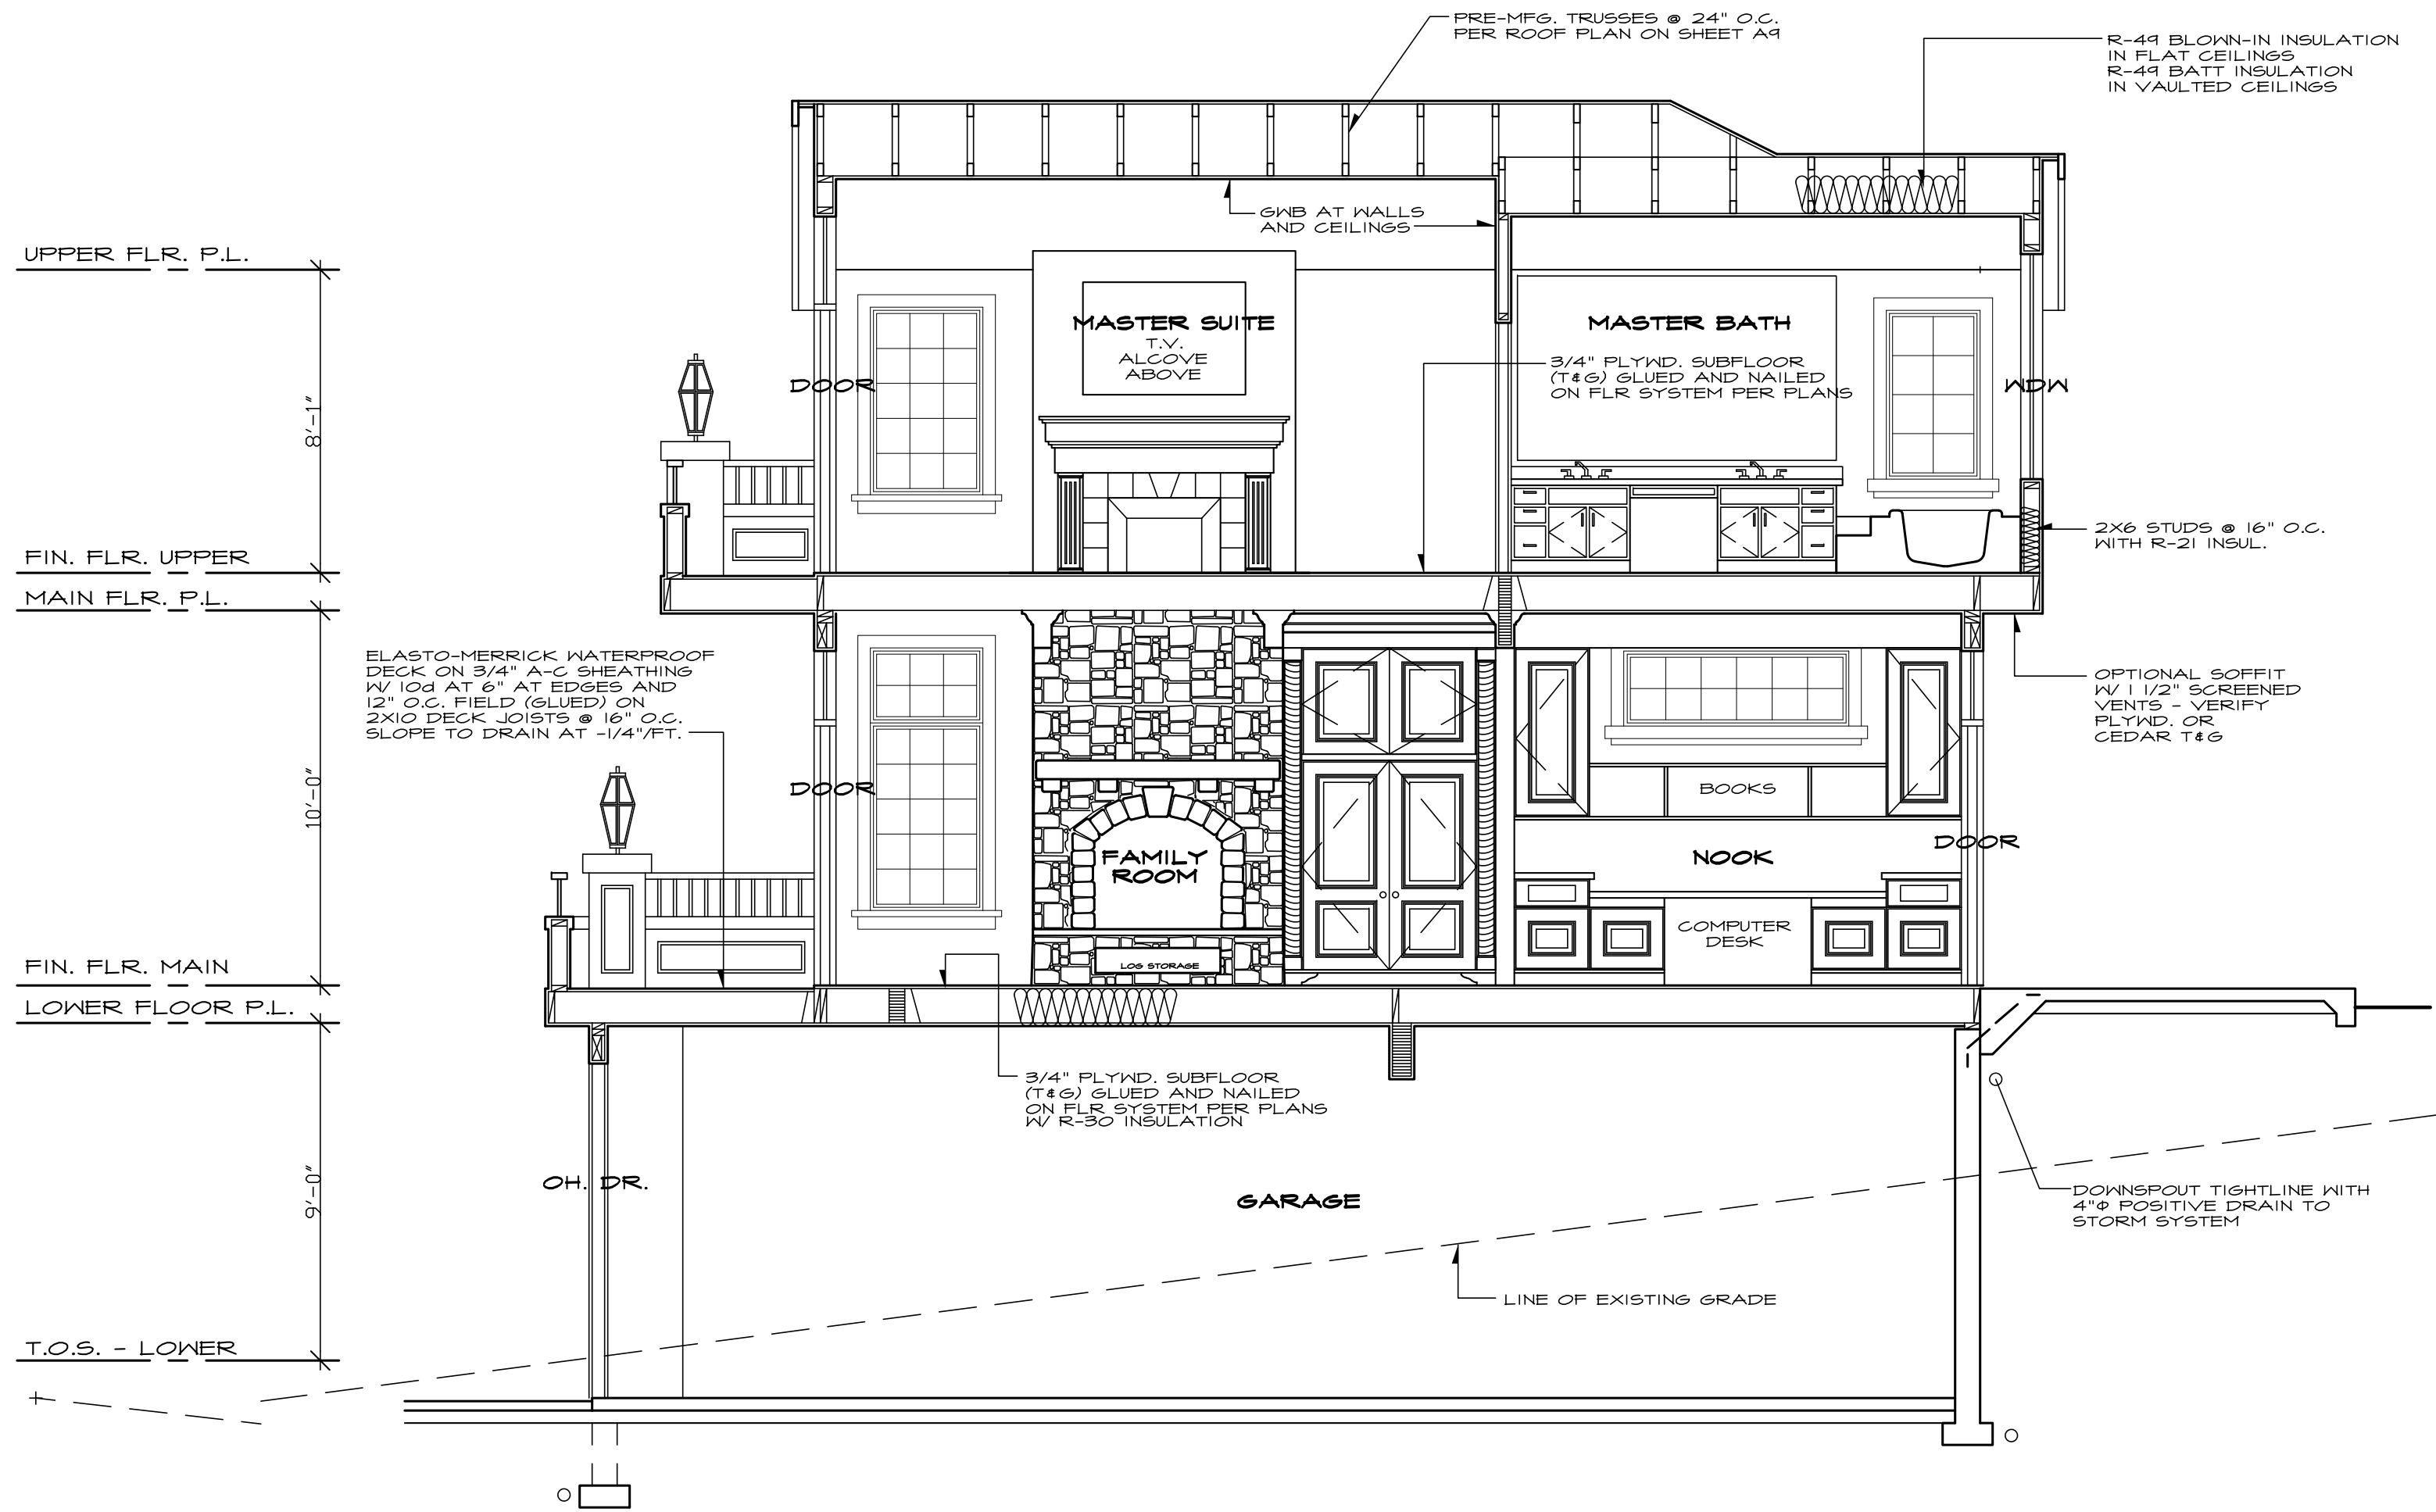 PRE-MFG. TRUSSES @ 24" O.C.
PER ROOF PLAN ON SHEET A9
R-49 BLOWN-IN INSULATION
IN FLAT CEILINGS
R-49 BATT INSULATION
IN VAULTED CEILINGS
GWB AT WALLS
AND CEILINGS
UPPER FLR. P.L.
MASTER SUITE
T.V.
ALCOVE
ABOVE
MASTER BATH
3/4" PLYWD. SUBFLOOR
(T&G) GLUED AND NAILED
ON FLR SYSTEM PER PLANS
DOOR
WDW
8'-1"
2X6 STUDS @ 16" O.C.
WITH R-21 INSUL.
FIN. FLR. UPPER
MAIN FLR. P.L.
ELASTO-MERRICK WATERPROOF
DECK ON 3/4" A-C SHEATHING
W/ 10d AT 6" AT EDGES AND
12" O.C. FIELD (GLUED) ON
2X10 DECK JOISTS @ 16" O.C.
SLOPE TO DRAIN AT -1/4"/FT.
OPTIONAL SOFFIT
W/ 1 1/2" SCREENED
VENTS - VERIFY
PLYWD. OR
CEDAR T&G
10'-0"
DOOR
BOOKS
FAMILY
ROOM
NOOK
DOOR
COMPUTER
DESK
LOG STORAGE
FIN. FLR. MAIN
LOWER FLOOR P.L.
3/4" PLYWD. SUBFLOOR
(T&G) GLUED AND NAILED
ON FLR SYSTEM PER PLANS
W/ R-30 INSULATION
9'-0"
OH. DR.
GARAGE
DOWNSPOUT TIGHTLINE WITH
4"Φ POSITIVE DRAIN TO
STORM SYSTEM
LINE OF EXISTING GRADE
T.O.S. - LOWER